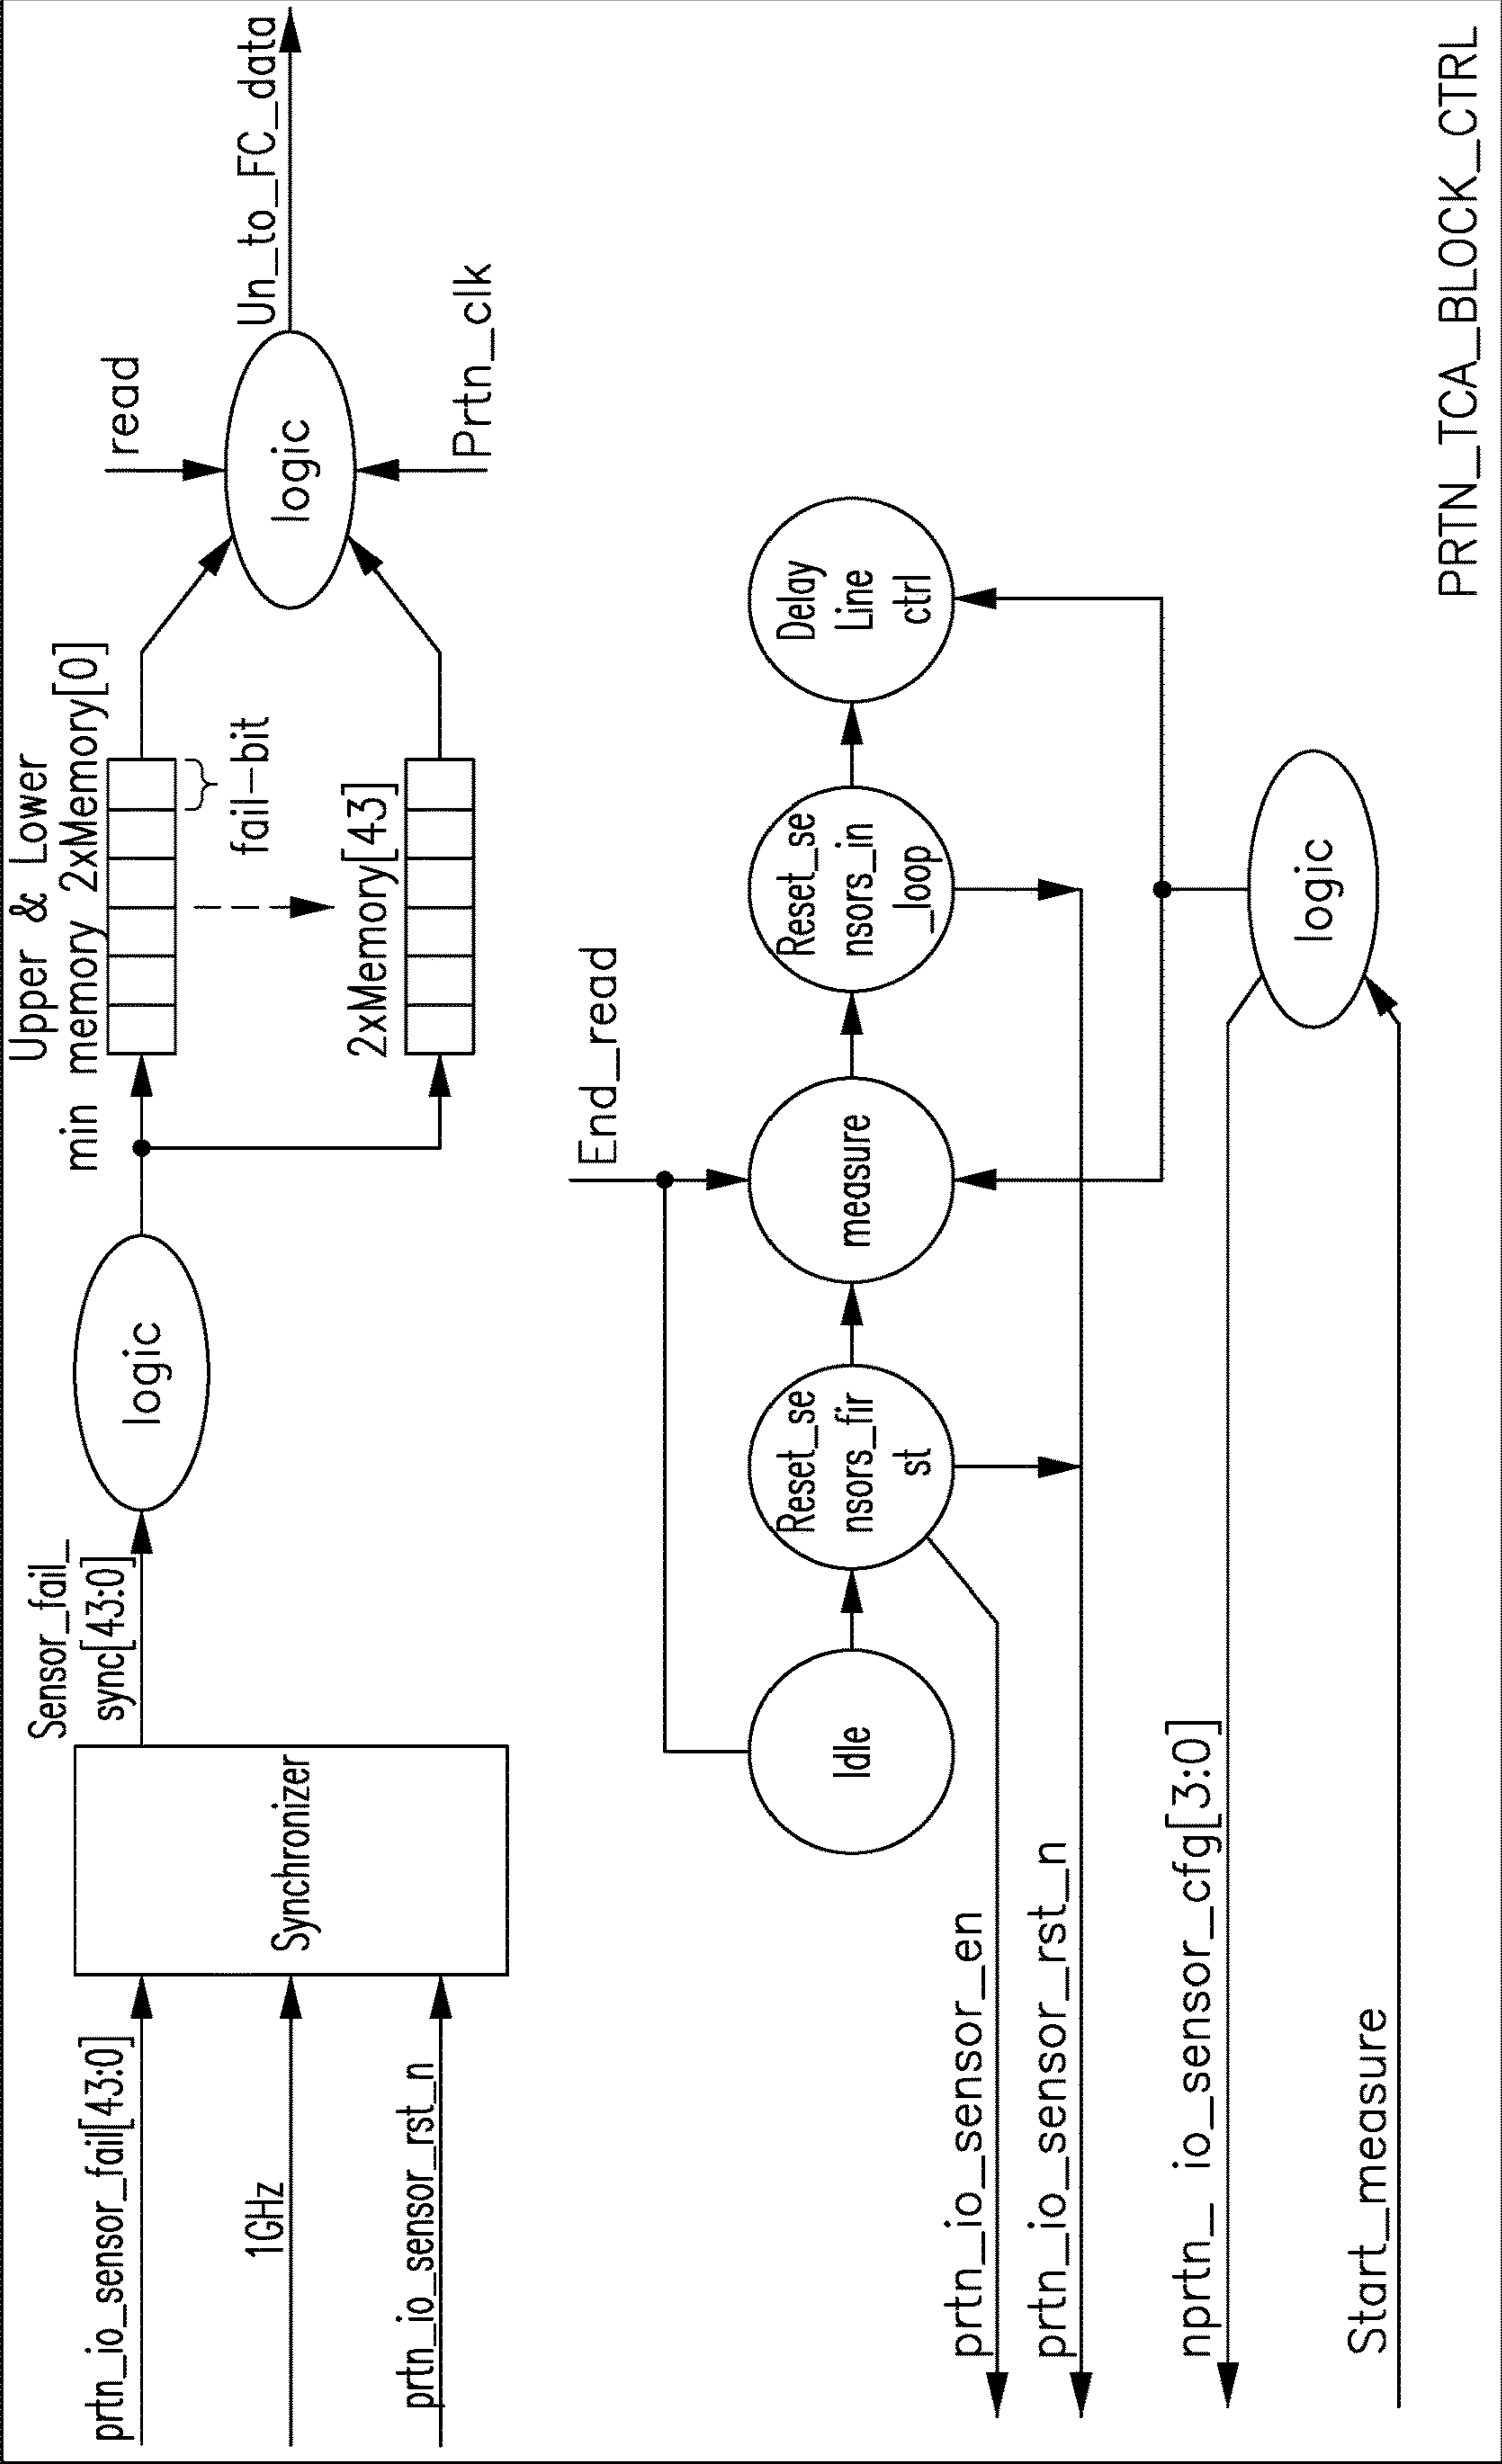 prtn_io_sensor_fail[43:0]
1GHz
prtn_io_sensor_rst_n
Synchronizer
Sensor_fail_
sync[43:0]
logic
Upper & Lower
min memory 2xMemory[0]
fail-bit
2xMemory[43]
read
logic
Prtn_clk
Un_to_FC_data
End_read
Idle
Reset_se
nsors_fir
st
measure
Reset_se
nsors_in
_loop
Delay
Line
ctrl
prtn_io_sensor_en
prtn_io_sensor_rst_n
nprtn_ io_sensor_cfg[3:0]
logic
Start_measure
PRTN_TCA_BLOCK_CTRL